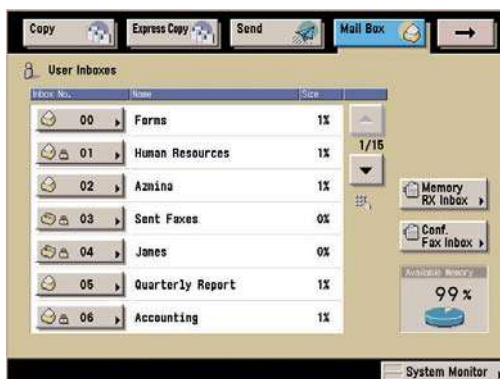 Copy Express Copy Send Mail Box
User Inboxes
Inbox No. Name Size
00 Forms 1%
01 Human Resources 1%
02 Azmina 1%
03 Sent Faxes 0%
04 James 0%
05 Quarterly Report 1%
06 Accounting 1%
1/15
Memory
RX Inbox
Conf.
Fax Inbox
Available Memory
99 %
System Monitor